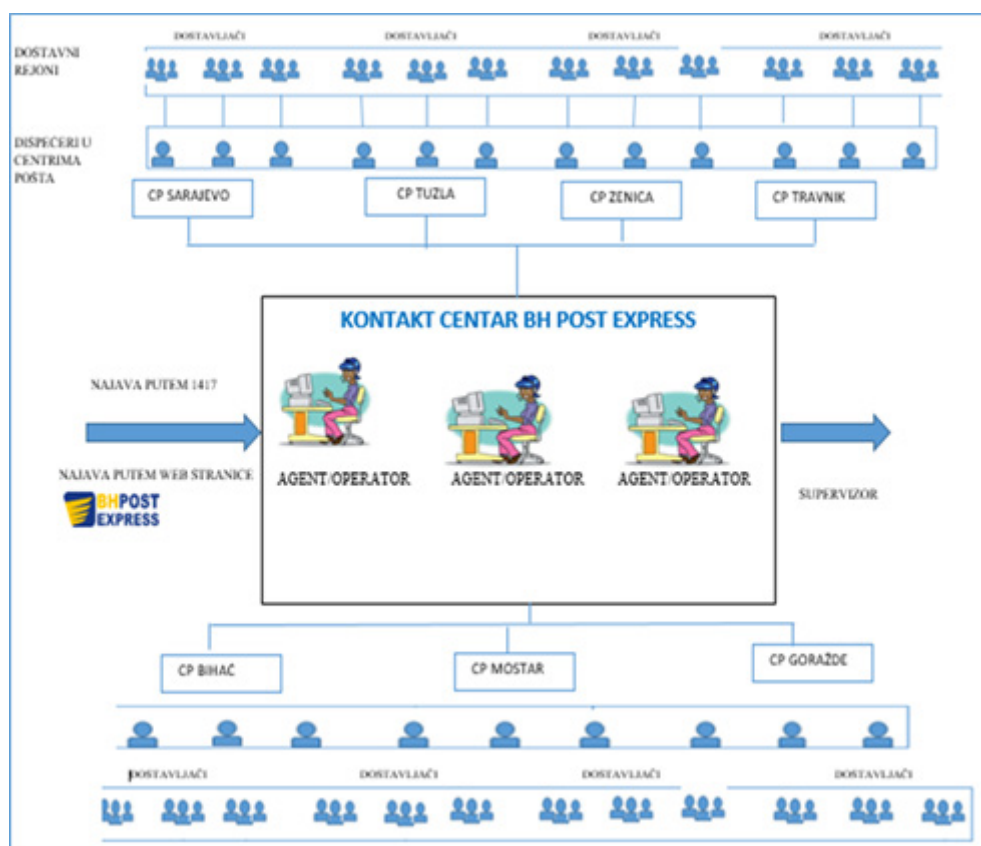 DOSTAVLJAČI DOSTAVLJAČI DOSTAVLJAČI DOSTAVLJAČI
DOSTAVNI
REJONI
DISPEČERI U
CENTRIMA
POŠTA
CP SARAJEVO CP TUZLA CP ZENICA CP TRAVNIK
KONTAKT CENTAR BH POST EXPRESS
NAJAVA PUTEM 1417
NAJAVA PUTEM WEB STRANICE
BHPOST
EXPRESS
AGENT/OPERATOR AGENT/OPERATOR AGENT/OPERATOR
SUPERVIZOR
CP BIHAĆ CP MOSTAR CP GORAŽDE
DOSTAVLJAČI DOSTAVLJAČI DOSTAVLJAČI DOSTAVLJAČI